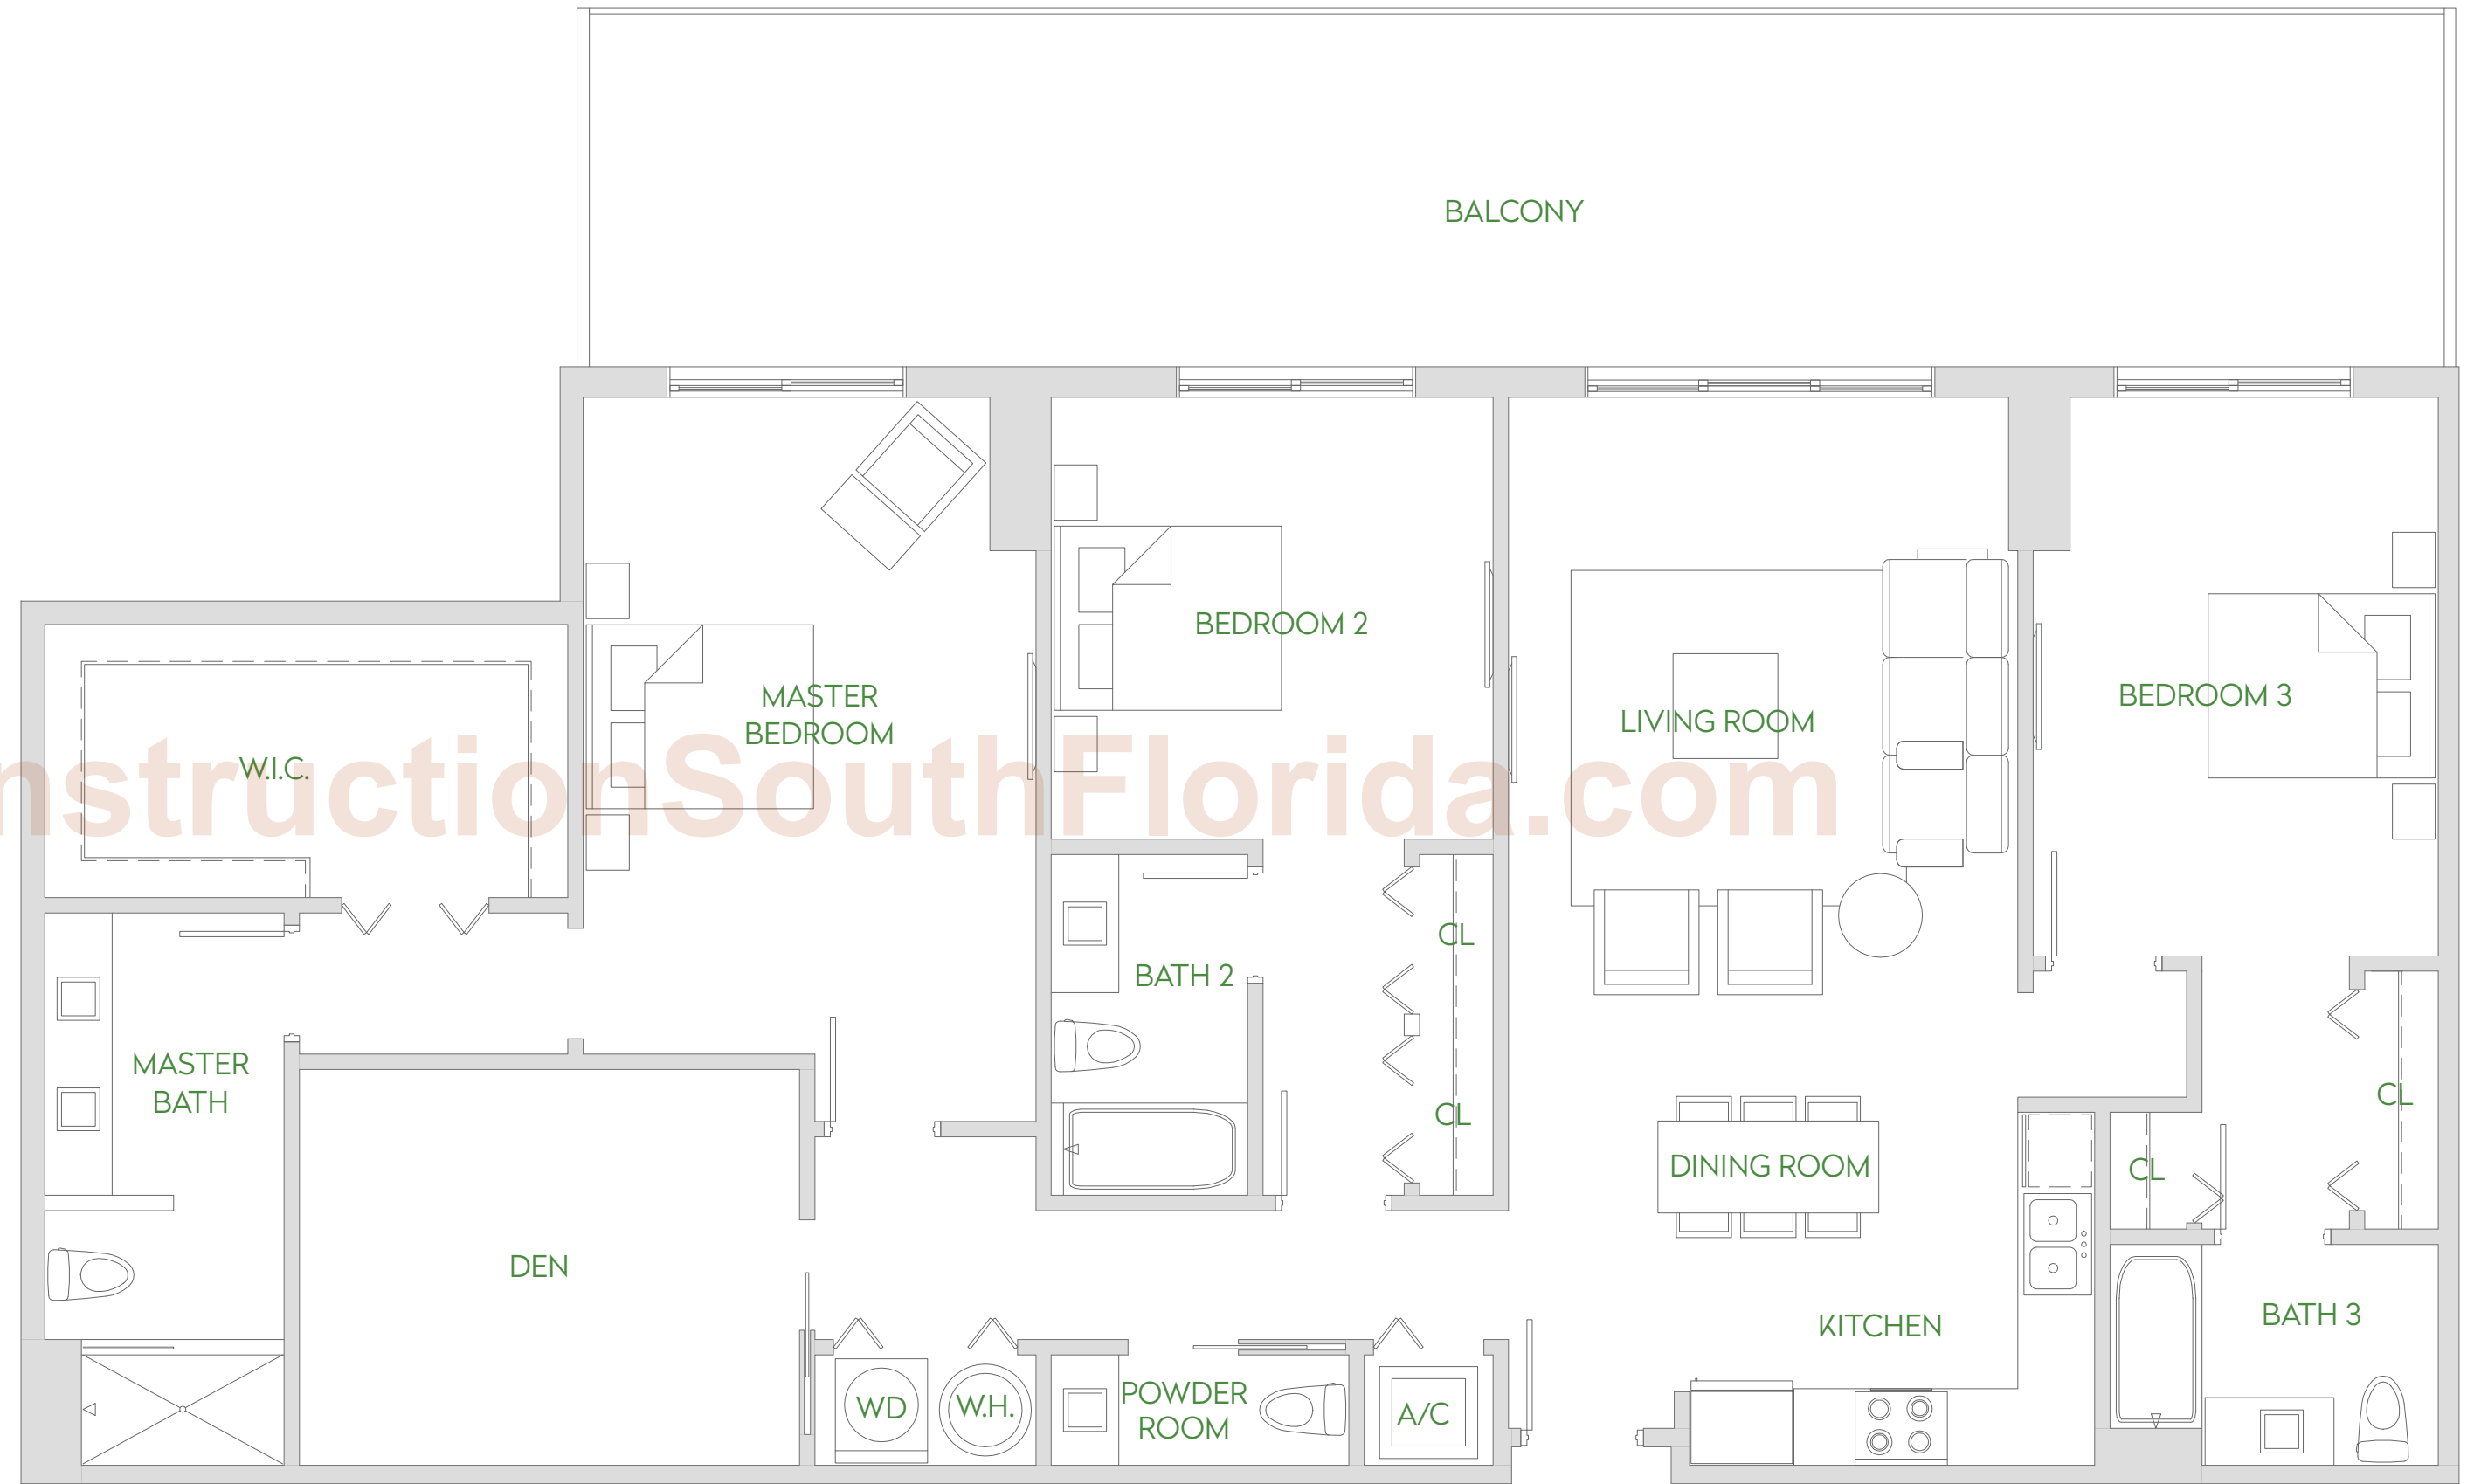 BALCONY
BEDROOM 2
MASTER
BEDROOM
BEDROOM 3
LIVING ROOM
W.I.C.
nstructionSouthFlorida.com
CL
BATH 2
MASTER
BATH
CL
CL
DINING ROOM
CL
DEN
BATH 3
KITCHEN
WD
W.H.
POWDER
ROOM
A/C